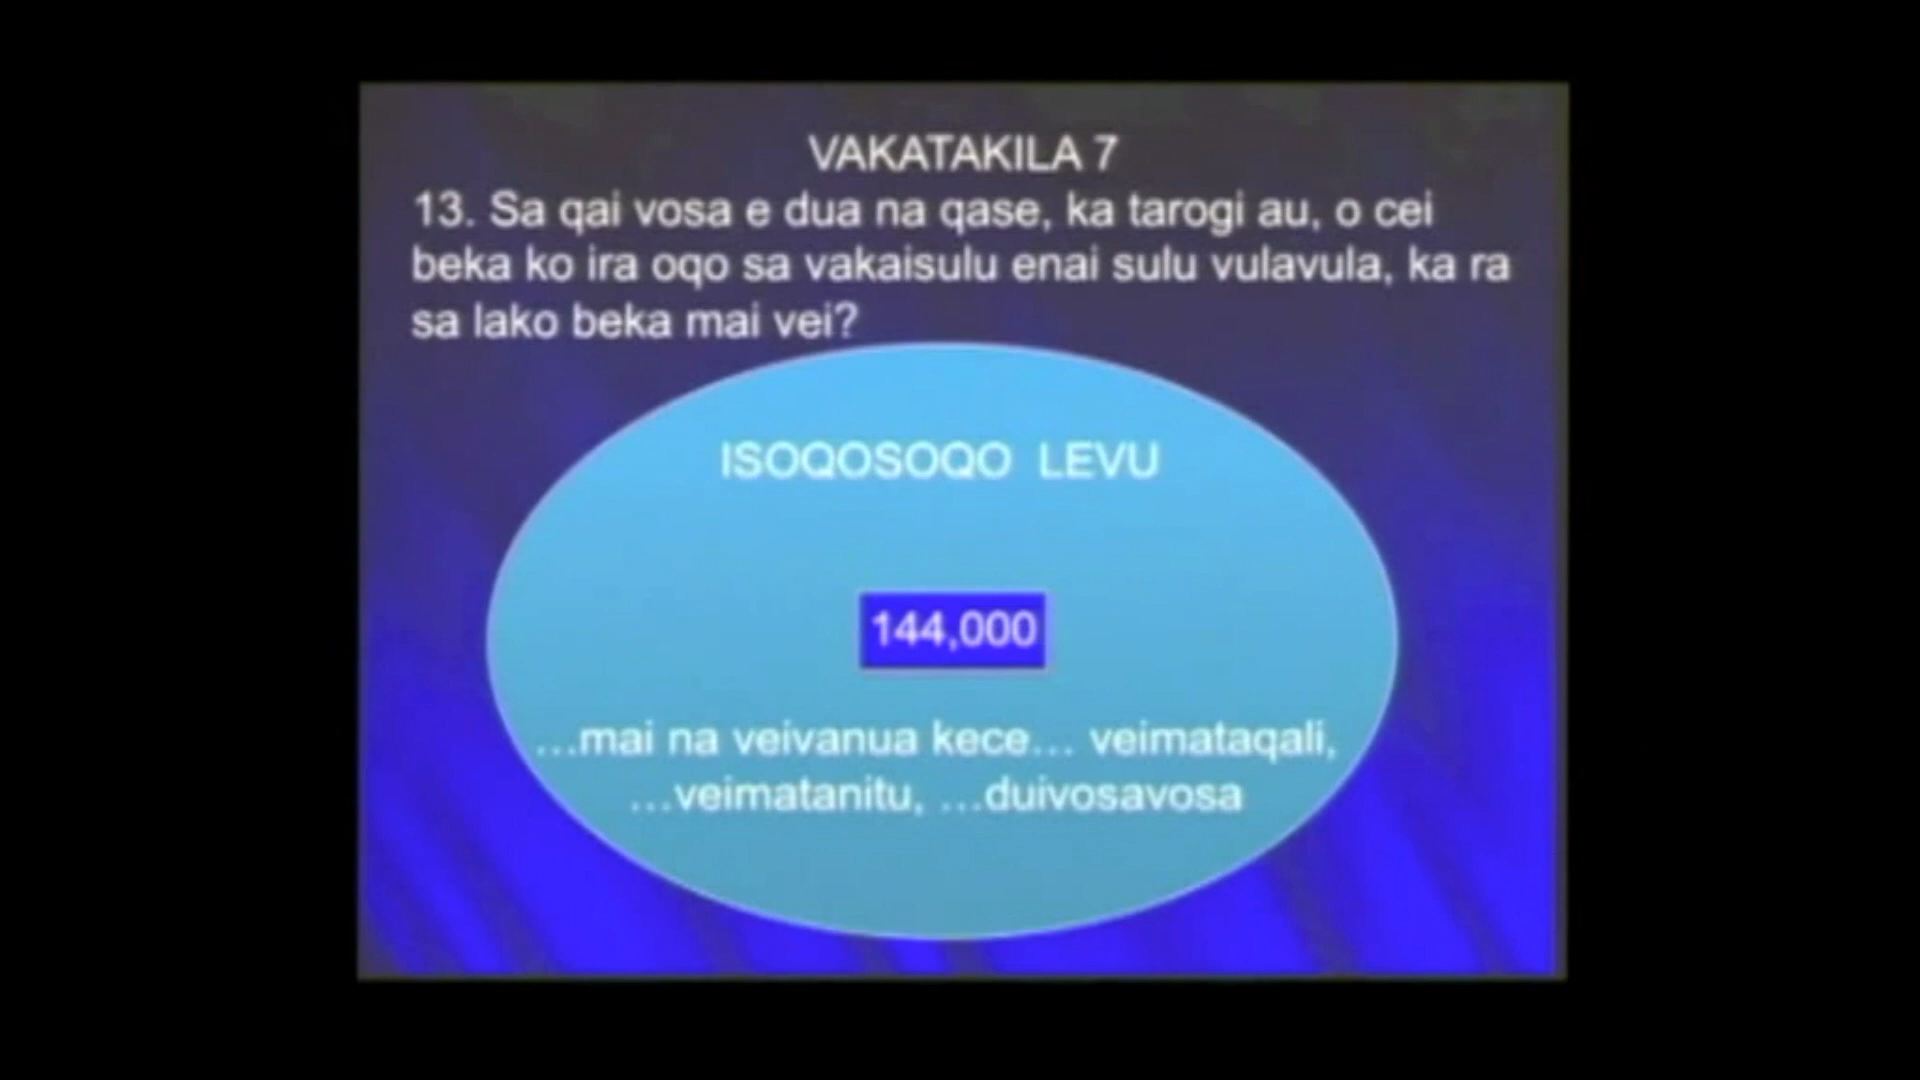 VAKATAKILA 7
13. Sa qai vosa e dua na qase, ka tarogi au, o cei
beka ko ira oqo sa vakaisulu enai sulu vulavula, ka ra
sa lako beka mai vei?
ISOQOSOQO LEVU
144,000
...mai na veivanua kece... veimataqali,
...veimatanitu, ...duivosavosa